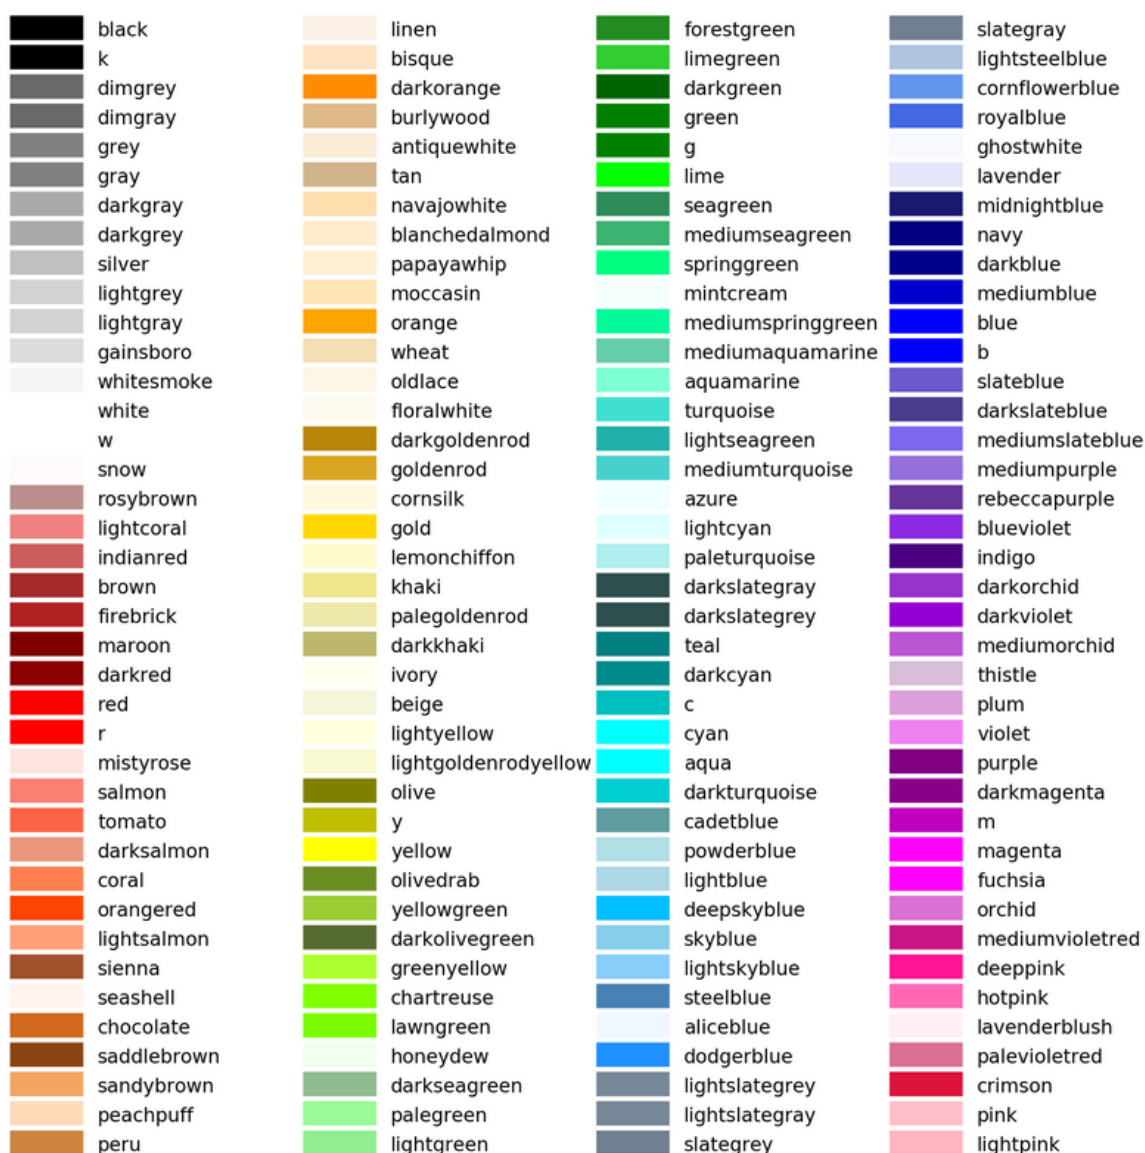 black
k
dimgrey
dimgray
grey
gray
darkgray
darkgrey
silver
lightgrey
lightgray
gainsboro
whitesmoke
white
w
snow
rosybrown
lightcoral
indianred
brown
firebrick
maroon
darkred
red
r
mistyrose
salmon
tomato
darksalmon
coral
orangered
lightsalmon
sienna
seashell
chocolate
saddlebrown
sandybrown
peachpuff
peru
linen
bisque
darkorange
burlywood
antiquewhite
tan
navajowhite
blanchedalmond
papayawhip
moccasin
orange
wheat
oldlace
floralwhite
darkgoldenrod
goldenrod
cornsilk
gold
lemonchiffon
khaki
palegoldenrod
darkkhaki
ivory
beige
lightyellow
lightgoldenrodyellow
olive
y
yellow
olivedrab
yellowgreen
darkolivegreen
greenyellow
chartreuse
lawngreen
honeydew
darkseagreen
palegreen
lightgreen
forestgreen
limegreen
darkgreen
green
g
lime
seagreen
mediumseagreen
springgreen
mintcream
mediumspringgreen
mediumaquamarine
aquamarine
turquoise
lightseagreen
mediumturquoise
azure
lightcyan
paleturquoise
darkslategray
darkslategrey
teal
darkcyan
c
cyan
aqua
darkturquoise
cadetblue
powderblue
lightblue
deepskyblue
skyblue
lightskyblue
steelblue
aliceblue
dodgerblue
lightslategrey
lightslategray
slategrey
slategray
lightsteelblue
cornflowerblue
royalblue
ghostwhite
lavender
midnightblue
navy
darkblue
mediumblue
blue
b
slateblue
darkslateblue
mediumslateblue
mediumpurple
rebeccapurple
blueviolet
indigo
darkorchid
darkviolet
mediumorchid
thistle
plum
violet
purple
darkmagenta
m
magenta
fuchsia
orchid
mediumvioletred
deeppink
hotpink
lavenderblush
palevioletred
crimson
pink
lightpink